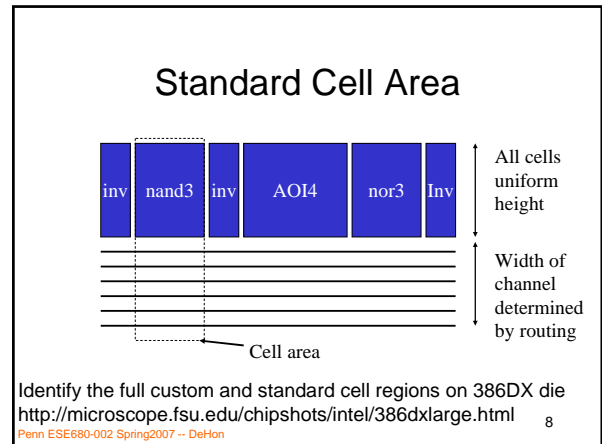 Standard Cell Area
inv nand3 inv AOI4 nor3 Inv
All cells
uniform
height
Width of
channel
determined
by routing
Cell area
Identify the full custom and standard cell regions on 386DX die
http://microscope.fsu.edu/chipshots/intel/386dxlarge.html
8
Penn ESE680-002 Spring2007 -- DeHon